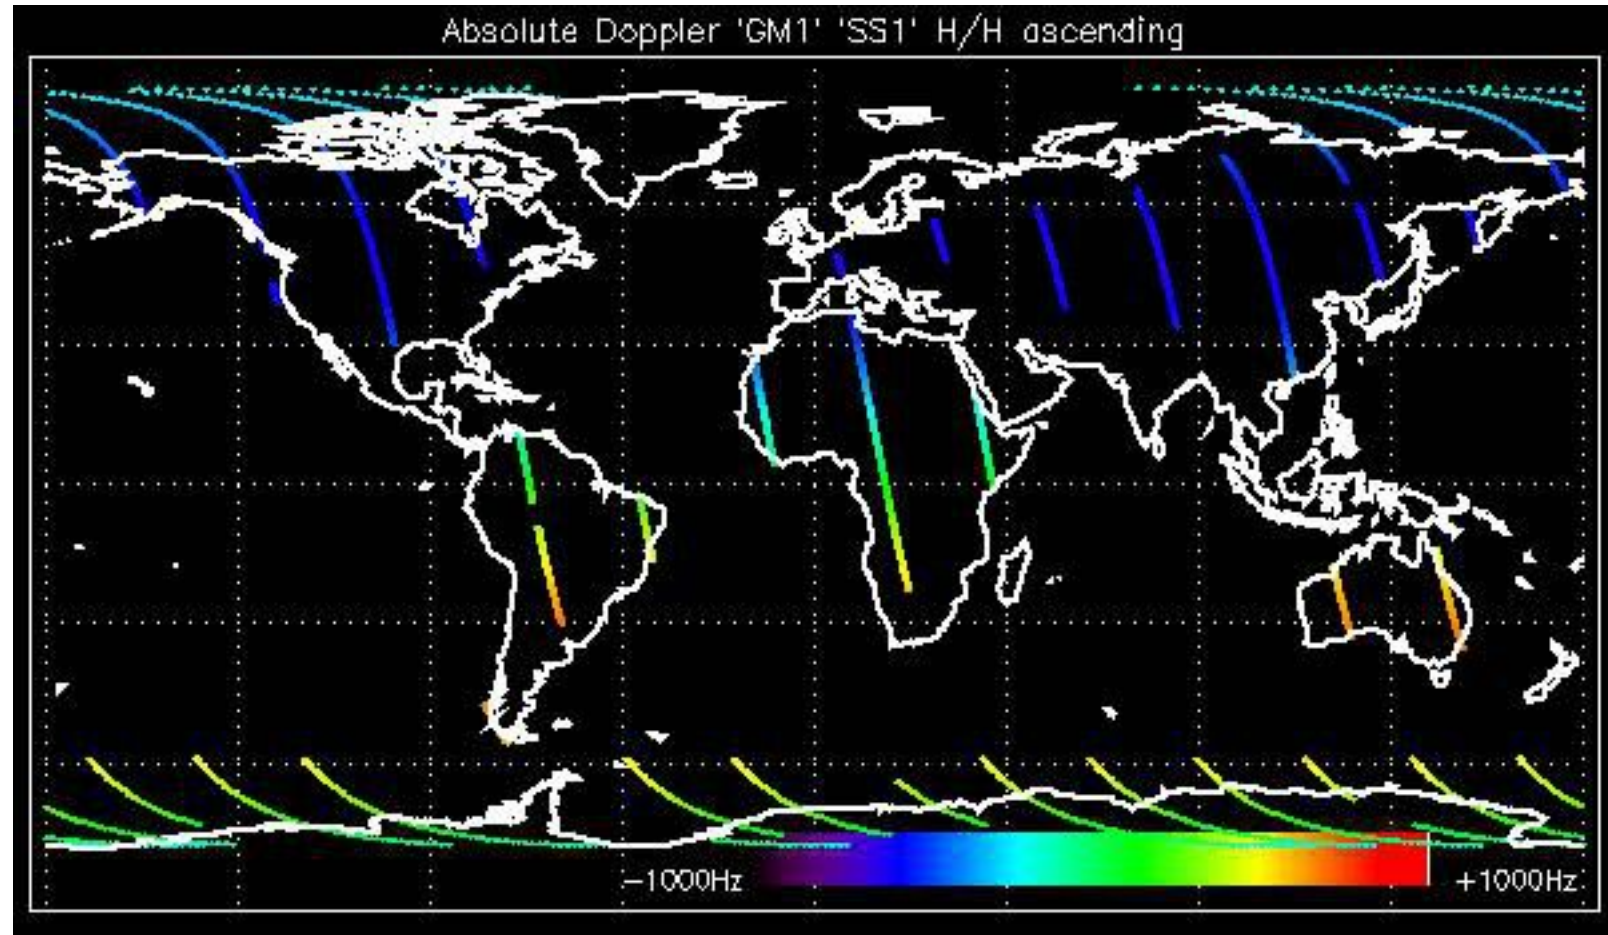 Absolute Doppler 'GM1' 'SS1' H/H ascending
−1000Hz
+1000Hz